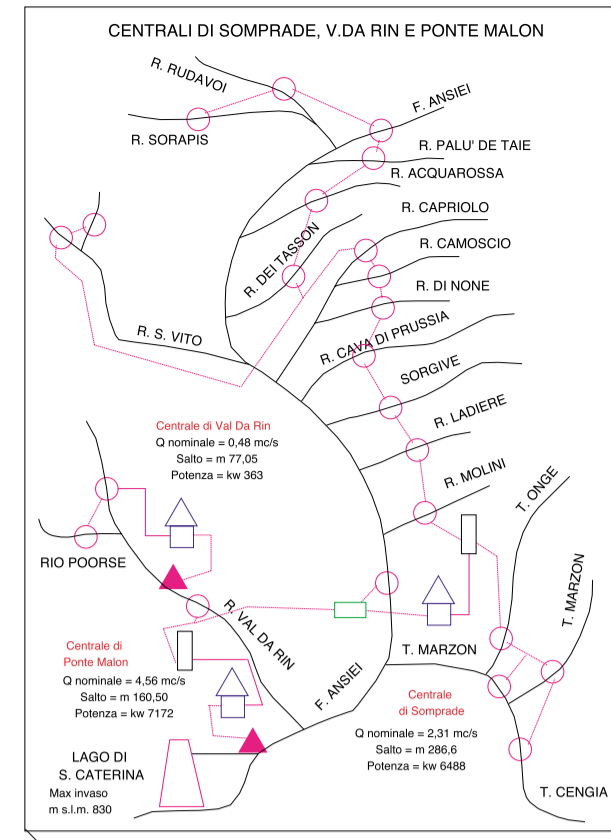 CENTRALI DI SOMPRADE, V.DA RIN E PONTE MALON
R. RUDAVOI
F. ANSIEI
R. SORAPIS
R. PALU' DE TAIE
R. ACQUAROSSA
R. CAPRIOLO
R. DEI TASSON
R. CAMOSCIO
R. DI NONE
R. S. VITO
R. CAVA DI PRUSSIA
SORGIVE
R. LADIERE
Centrale di Val Da Rin
Q nominale = 0,48 mc/s
Salto = m 77,05
Potenza = kw 363
R. MOLINI
T. ONGE
RIO POORSE
T. MARZON
R. VAL DA RIN
T. MARZON
Centrale di
Ponte Malon
Q nominale = 4,56 mc/s
Salto = m 160,50
Potenza = kw 7172
F. ANSIEI
Centrale
di Somprade
Q nominale = 2,31 mc/s
Salto = m 286,6
Potenza = kw 6488
LAGO DI
S. CATERINA
Max invaso
m s.l.m. 830
T. CENGIA